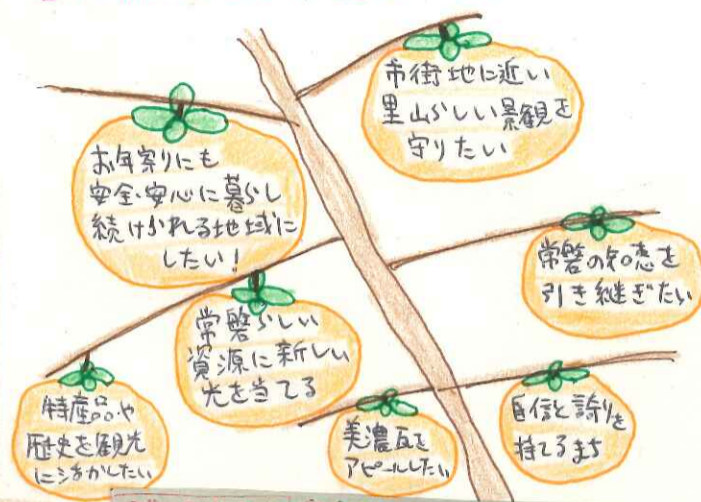 市街地に近い
里山らしい景観を
守りたい
お年寄りにも
安全・安心に暮らし
続けられる地域に
したい!
常磐の知恵を
引き継ぎたい
常磐らしい
資源に新しい
光を当てる
特産品や
歴史を観光
に活かしたい
美濃瓦を
アピールしたい
自信と誇りを
持てるまち